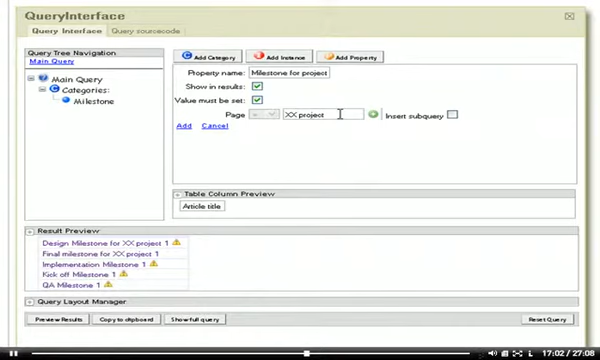 QueryInterface
Query Interface Query sourcecode
Query Tree Navigation
Main Query
Main Query
Categories:
Milestone
Add Category Add Instance Add Property
Property name: Milestone for project
Show in results:
Value must be set:
Page XX project Insert subquery
Add Cancel
Table Column Preview
Article title
Result Preview
Design Milestone for XX project 1
Final milestone for XX project 1
Implementation Milestone 1
Kick off Milestone 1
QA Milestone 1
Query Layout Manager
Preview Results Copy to clipboard Show full query Reset Query
17:02 / 27:08